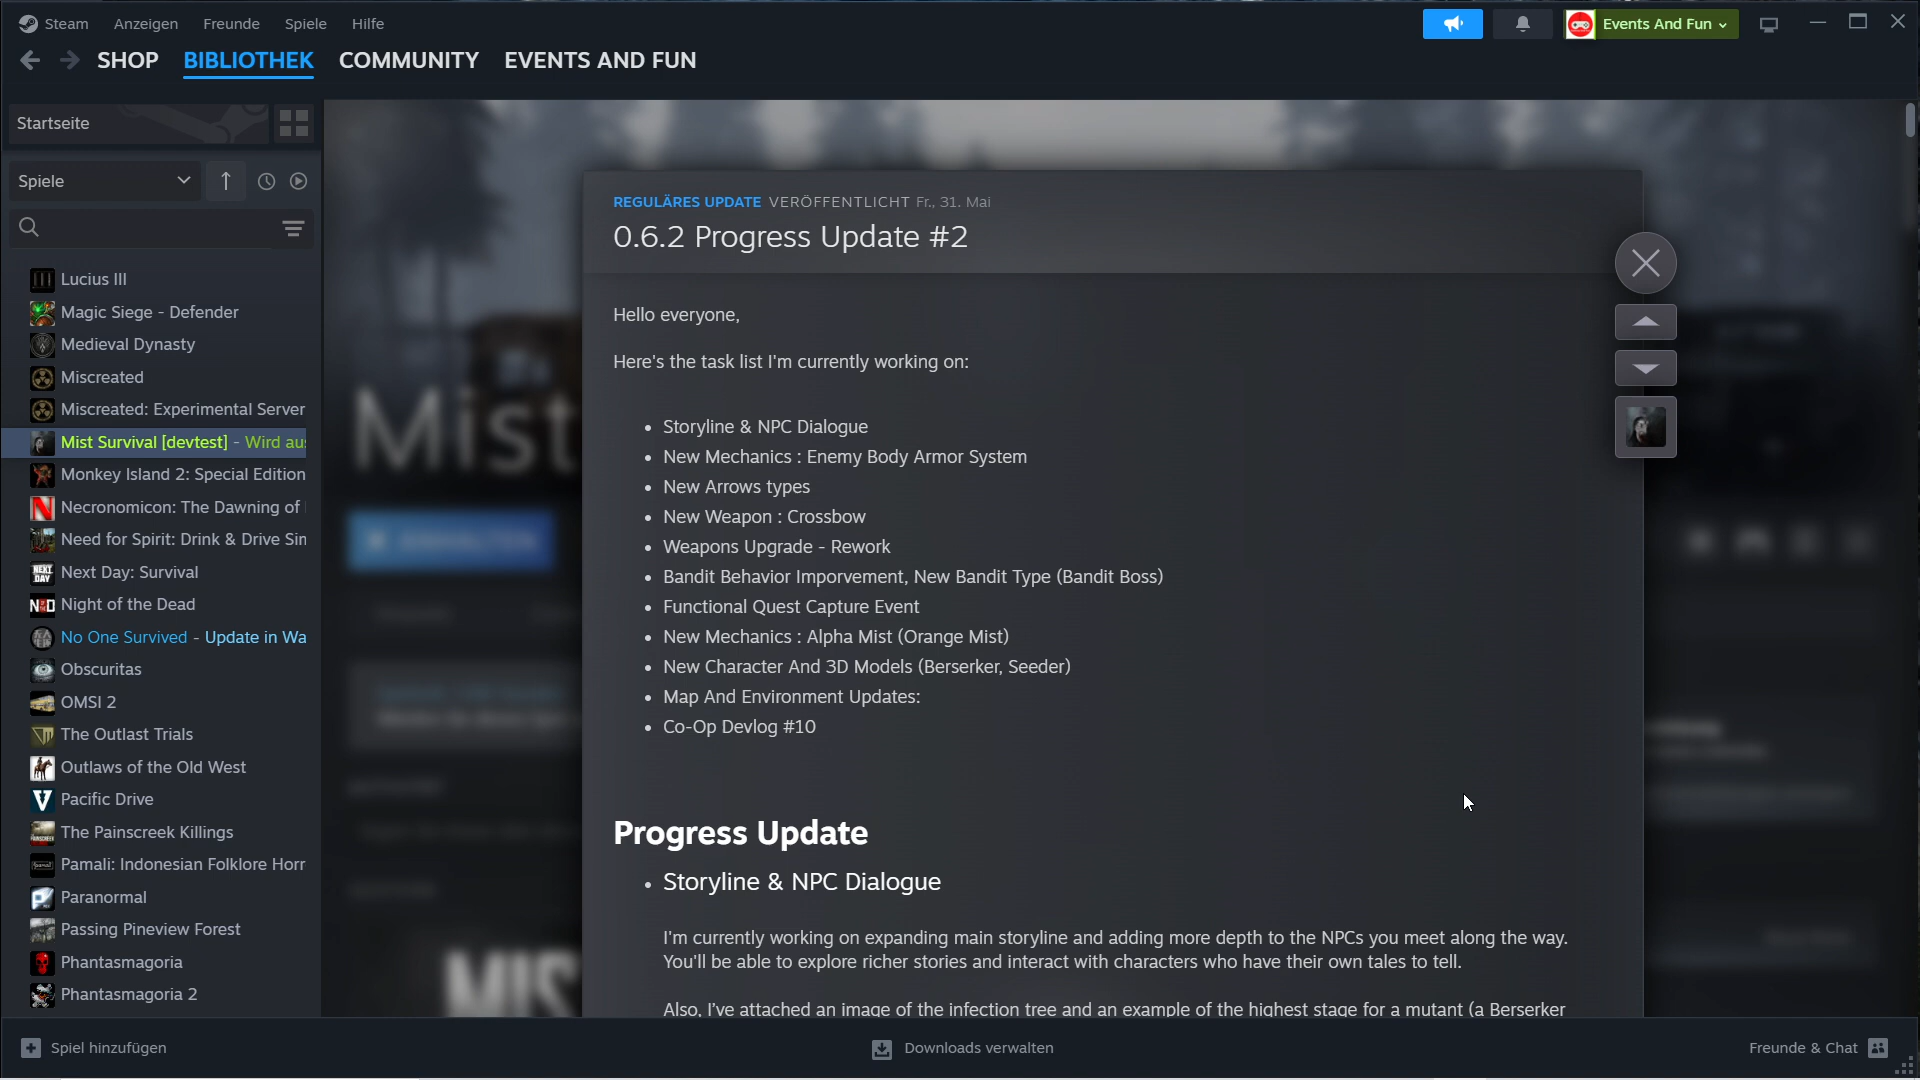 Steam Anzeigen Freunde Spiele Hilfe
Events And Fun
SHOP BIBLIOTHEK COMMUNITY EVENTS AND FUN
Startseite
Spiele
Lucius III
Magic Siege - Defender
Medieval Dynasty
Miscreated
Miscreated: Experimental Server
Mist Survival [devtest] - Wird aus
Monkey Island 2: Special Edition
Necronomicon: The Dawning of
Need for Spirit: Drink & Drive Sim
Next Day: Survival
Night of the Dead
No One Survived - Update in Wa
Obscuritas
OMSI 2
The Outlast Trials
Outlaws of the Old West
Pacific Drive
The Painscreek Killings
Pamali: Indonesian Folklore Horr
Paranormal
Passing Pineview Forest
Phantasmagoria
Phantasmagoria 2
Mist
MIS
REGULÄRES UPDATE VERÖFFENTLICHT Fr., 31. Mai
0.6.2 Progress Update #2
Hello everyone,
Here's the task list I'm currently working on:
• Storyline & NPC Dialogue
• New Mechanics : Enemy Body Armor System
• New Arrows types
• New Weapon : Crossbow
• Weapons Upgrade - Rework
• Bandit Behavior Imporvement, New Bandit Type (Bandit Boss)
• Functional Quest Capture Event
• New Mechanics : Alpha Mist (Orange Mist)
• New Character And 3D Models (Berserker, Seeder)
• Map And Environment Updates:
• Co-Op Devlog #10
Progress Update
• Storyline & NPC Dialogue
I'm currently working on expanding main storyline and adding more depth to the NPCs you meet along the way.
You'll be able to explore richer stories and interact with characters who have their own tales to tell.
Also, I've attached an image of the infection tree and an example of the highest stage for a mutant (a Berserker
Spiel hinzufügen
Downloads verwalten
Freunde & Chat